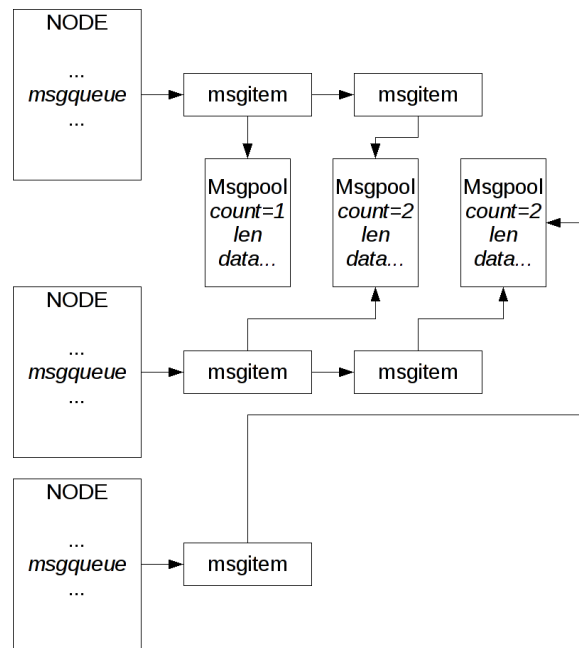 NODE
...
msgqueue
...
msgitem
msgitem
Msgpool
count=1
len
data...
Msgpool
count=2
len
data...
Msgpool
count=2
len
data...
NODE
...
msgqueue
...
msgitem
msgitem
NODE
...
msgqueue
...
msgitem